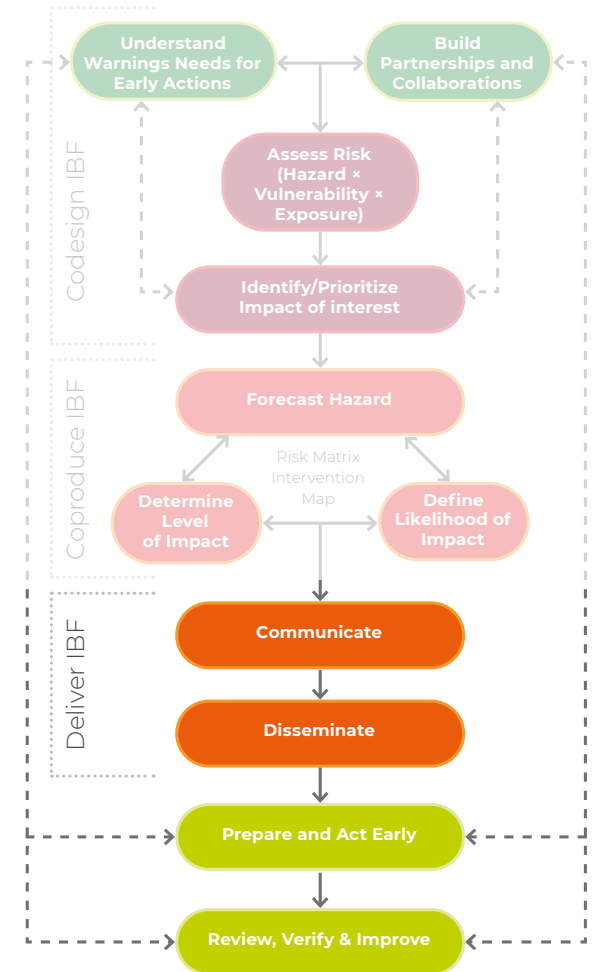 Understand
Warnings Needs for
Early Actions
Build
Partnerships and
Collaborations
Codesign IBF
Assess Risk
(Hazard ×
Vulnerability ×
Exposure)
Identify/Prioritize
Impact of interest
Coproduce IBF
Forecast Hazard
Risk Matrix
Intervention
Map
Determine
Level
of Impact
Define
Likelihood of
Impact
Deliver IBF
Communicate
Disseminate
Prepare and Act Early
Review, Verify & Improve